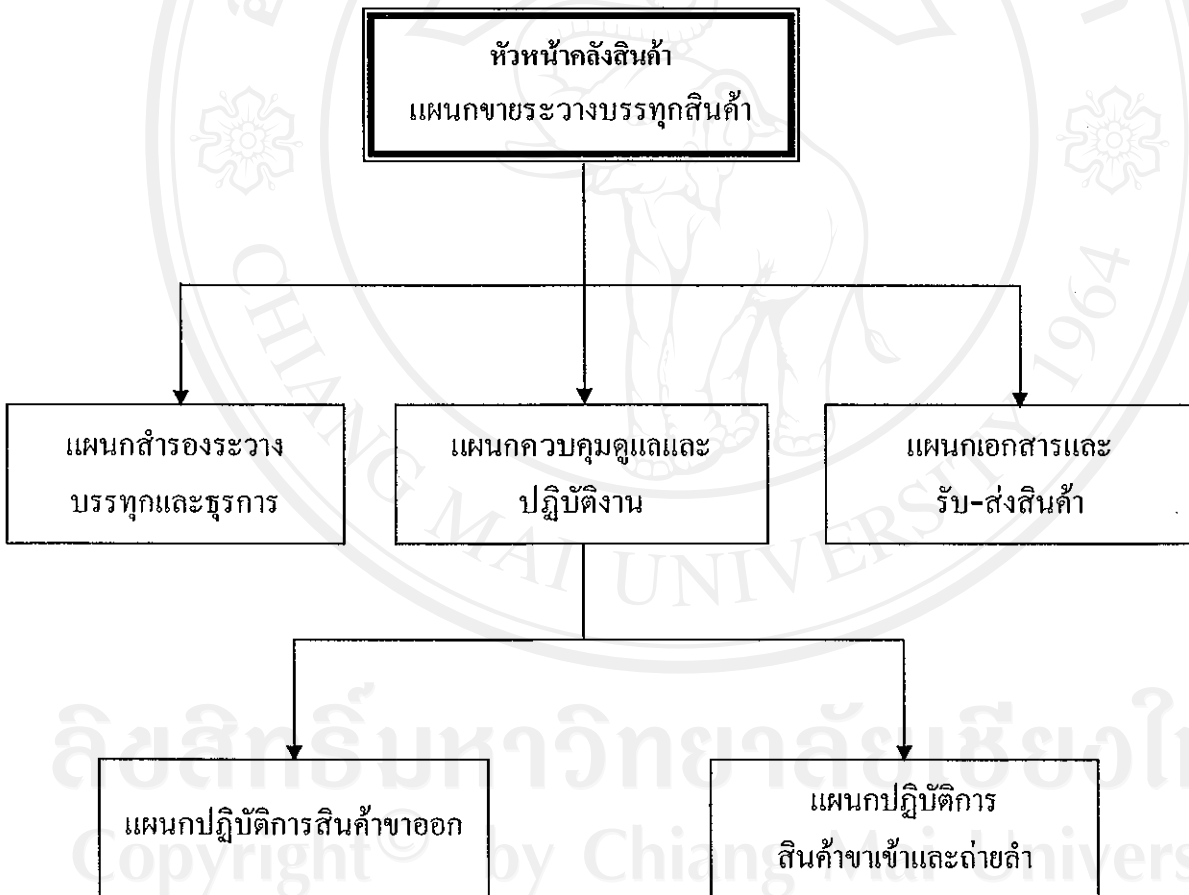 หัวหน้าคลังสินค้า
แผนกขายระวางบรรทุกสินค้า
แผนกสำรองระวาง
บรรทุกและธุรการ
แผนกควบคุมดูแลและ
ปฏิบัติงาน
แผนกเอกสารและ
รับ-ส่งสินค้า
CHIANG MAI UNIVERSITY 1964
แผนกปฏิบัติการสินค้าขาออก
แผนกปฏิบัติการ
สินค้าขาเข้าและถ่ายลำ
ลิขสิทธิ์มหาวิทยาลัยเชียงให
Copyright© by Chiang Mai Univers